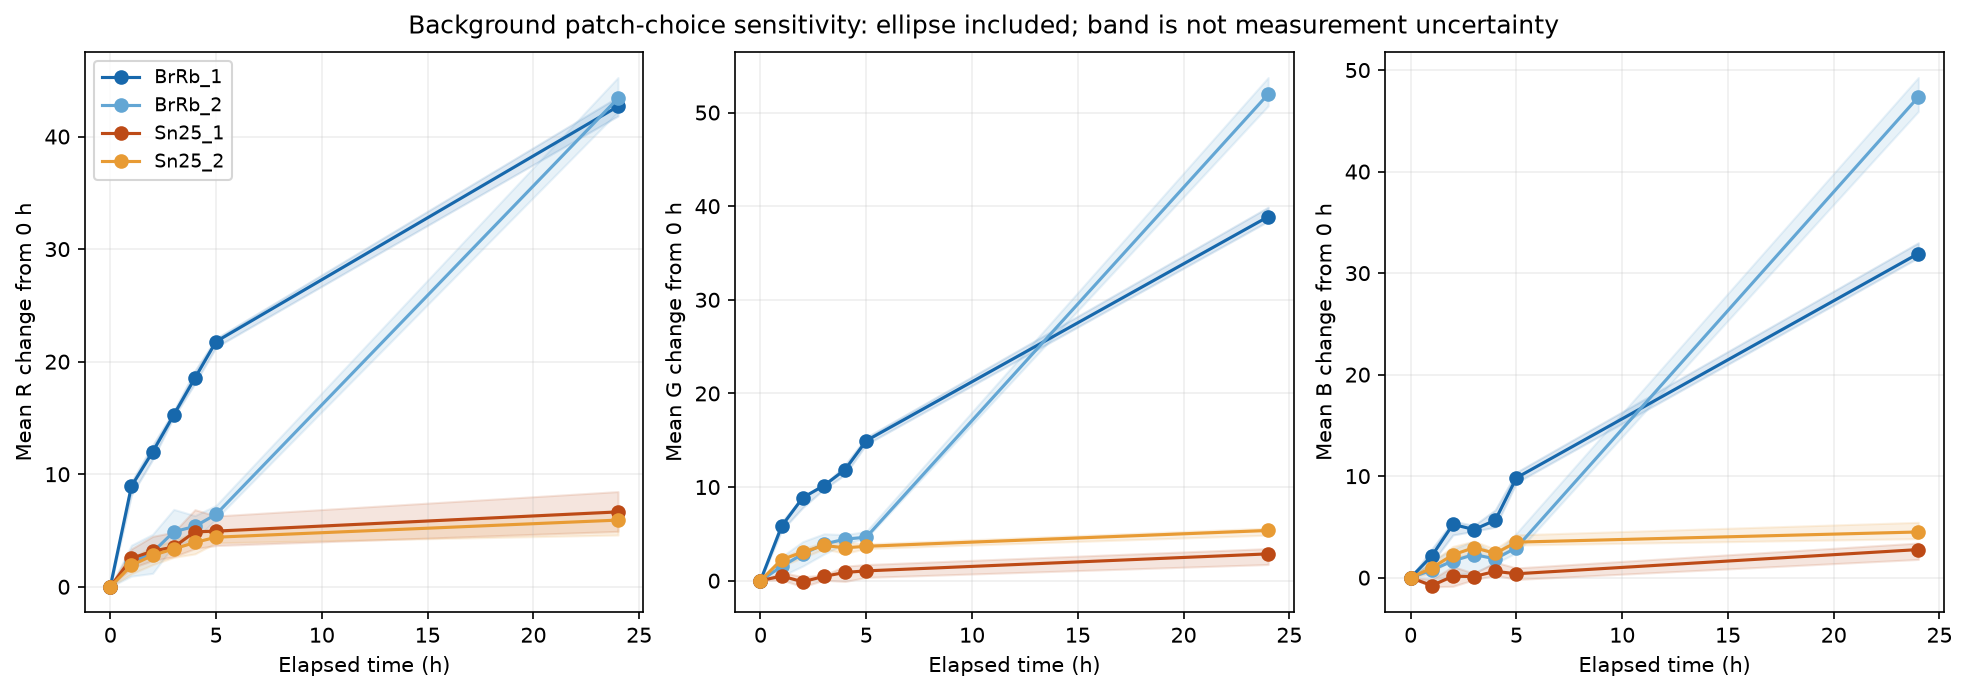 Background patch-choice sensitivity: ellipse included; band is not measurement uncertainty
Mean R change from 0 h
40
30
20
10
0
BrRb_1
BrRb_2
Sn25_1
Sn25_2
0 5 10 15 20 25
Elapsed time (h)
Mean G change from 0 h
50
40
30
20
10
0
0 5 10 15 20 25
Elapsed time (h)
Mean B change from 0 h
50
40
30
20
10
0
0 5 10 15 20 25
Elapsed time (h)